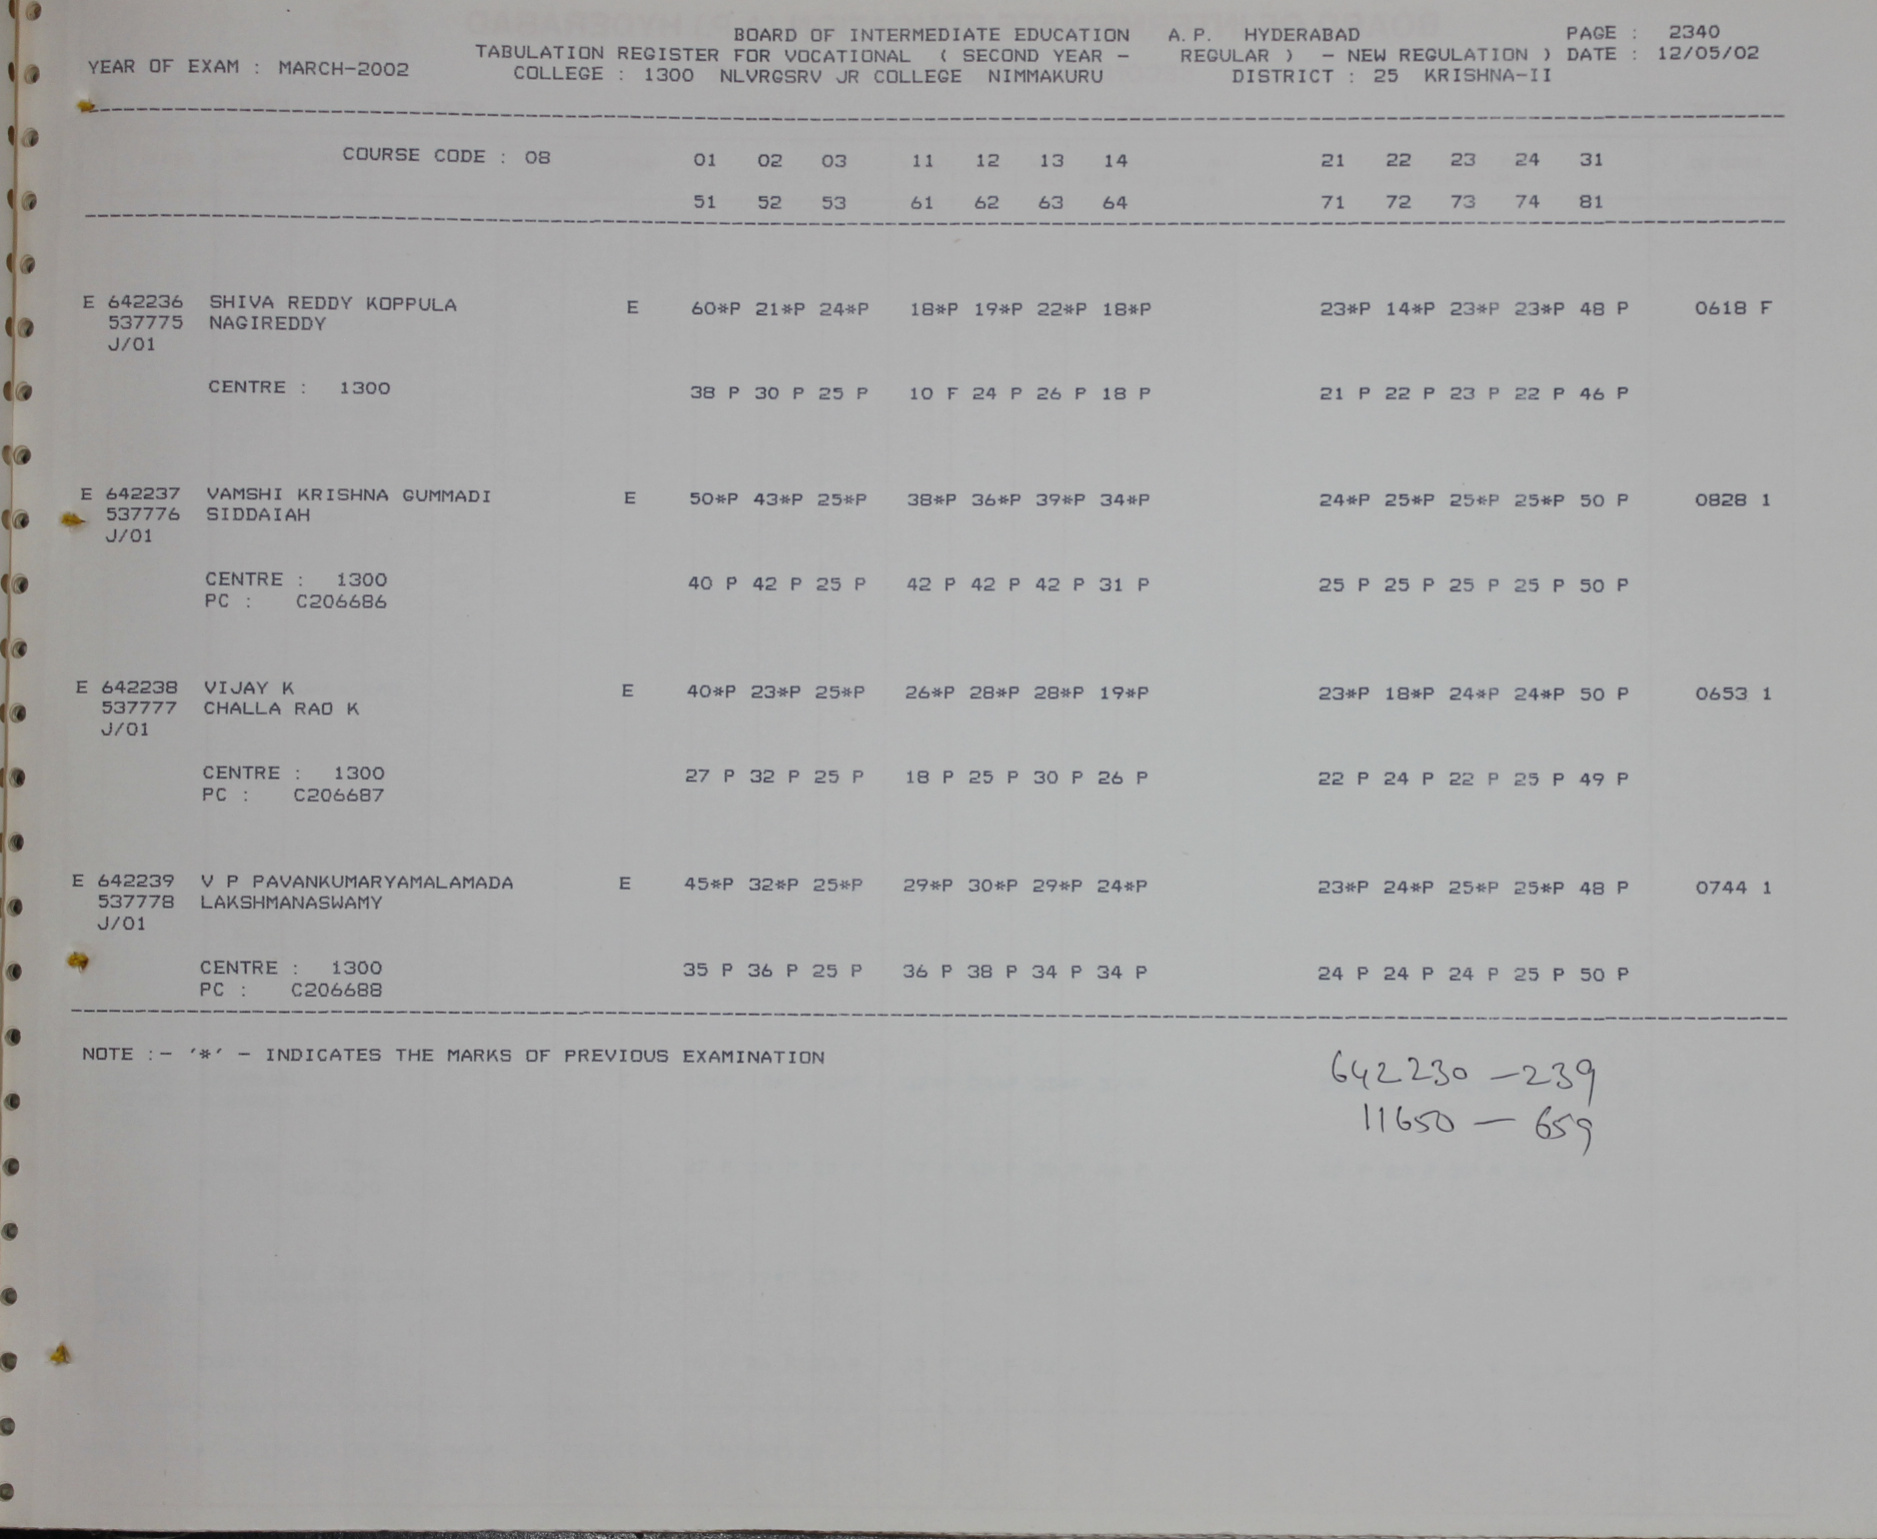 BOARD OF INTERMEDIATE EDUCATION A.P. HYDERABAD PAGE : 2340
TABULATION REGISTER FOR VOCATIONAL ( SECOND YEAR - REGULAR ) - NEW REGULATION ) DATE : 12/05/02
YEAR OF EXAM : MARCH-2002 COLLEGE : 1300 NLVRGSRV JR COLLEGE NIMMAKURU DISTRICT : 25 KRISHNA-II
COURSE CODE : 08 01 02 03 11 12 13 14 21 22 23 24 31
51 52 53 61 62 63 64 71 72 73 74 81
E 642236 SHIVA REDDY KOPPULA E 60*P 21*P 24*P 18*P 19*P 22*P 18*P 23*P 14*P 23*P 23*P 48 P 0618 F
537775 NAGIREDDY
J/01
CENTRE : 1300 38 P 30 P 25 P 10 F 24 P 26 P 18 P 21 P 22 P 23 P 22 P 46 P
E 642237 VAMSHI KRISHNA GUMMADI E 50*P 43*P 25*P 38*P 36*P 39*P 34*P 24*P 25*P 25*P 25*P 50 P 0828 1
537776 SIDDAIAH
J/01
CENTRE : 1300 40 P 42 P 25 P 42 P 42 P 42 P 31 P 25 P 25 P 25 P 25 P 50 P
PC : C206686
E 642238 VIJAY K E 40*P 23*P 25*P 26*P 28*P 28*P 19*P 23*P 18*P 24*P 24*P 50 P 0653 1
537777 CHALLA RAO K
J/01
CENTRE : 1300 27 P 32 P 25 P 18 P 25 P 30 P 26 P 22 P 24 P 22 P 25 P 49 P
PC : C206687
E 642239 V P PAVANKUMARYAMALAMADA E 45*P 32*P 25*P 29*P 30*P 29*P 24*P 23*P 24*P 25*P 25*P 48 P 0744 1
537778 LAKSHMANASWAMY
J/01
CENTRE : 1300 35 P 36 P 25 P 36 P 38 P 34 P 34 P 24 P 24 P 24 P 25 P 50 P
PC : C206688
NOTE :- '*' - INDICATES THE MARKS OF PREVIOUS EXAMINATION
642230 - 239
11650 - 659